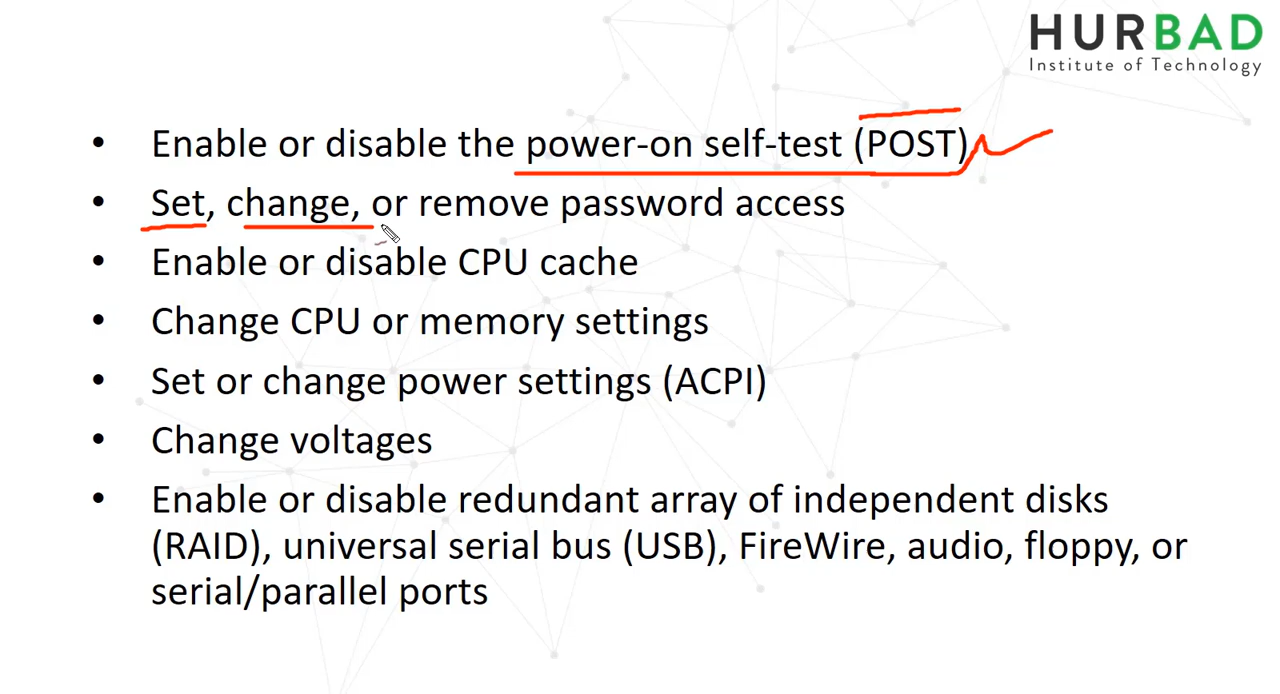 HURBAD
Institute of Technology
• Enable or disable the power-on self-test (POST)
• Set, change, or remove password access
• Enable or disable CPU cache
• Change CPU or memory settings
• Set or change power settings (ACPI)
• Change voltages
• Enable or disable redundant array of independent disks
(RAID), universal serial bus (USB), FireWire, audio, floppy, or
serial/parallel ports